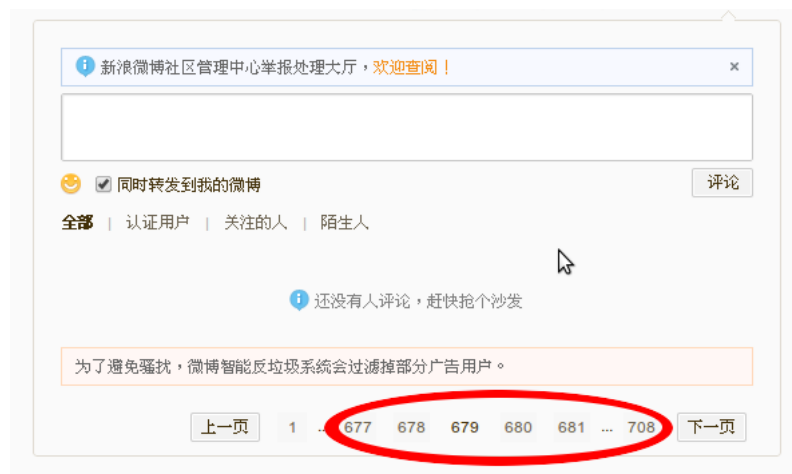 新浪微博社区管理中心举报处理大厅，欢迎查阅！ ×
同时转发到我的微博 评论
全部 | 认证用户 | 关注的人 | 陌生人
还没有人评论，赶快抢个沙发
为了避免骚扰，微博智能反垃圾系统会过滤掉部分广告用户。
上一页 1 ... 677 678 679 680 681 ... 708 下一页